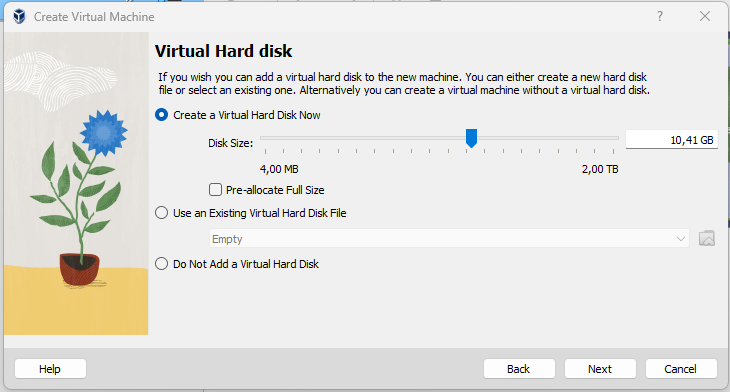 Create Virtual Machine
Virtual Hard disk
If you wish you can add a virtual hard disk to the new machine. You can either create a new hard disk
file or select an existing one. Alternatively you can create a virtual machine without a virtual hard disk.
Create a Virtual Hard Disk Now
Disk Size:
10,41 GB
4,00 MB
2,00 TB
Pre-allocate Full Size
Use an Existing Virtual Hard Disk File
Empty
Do Not Add a Virtual Hard Disk
Help
Back
Next
Cancel